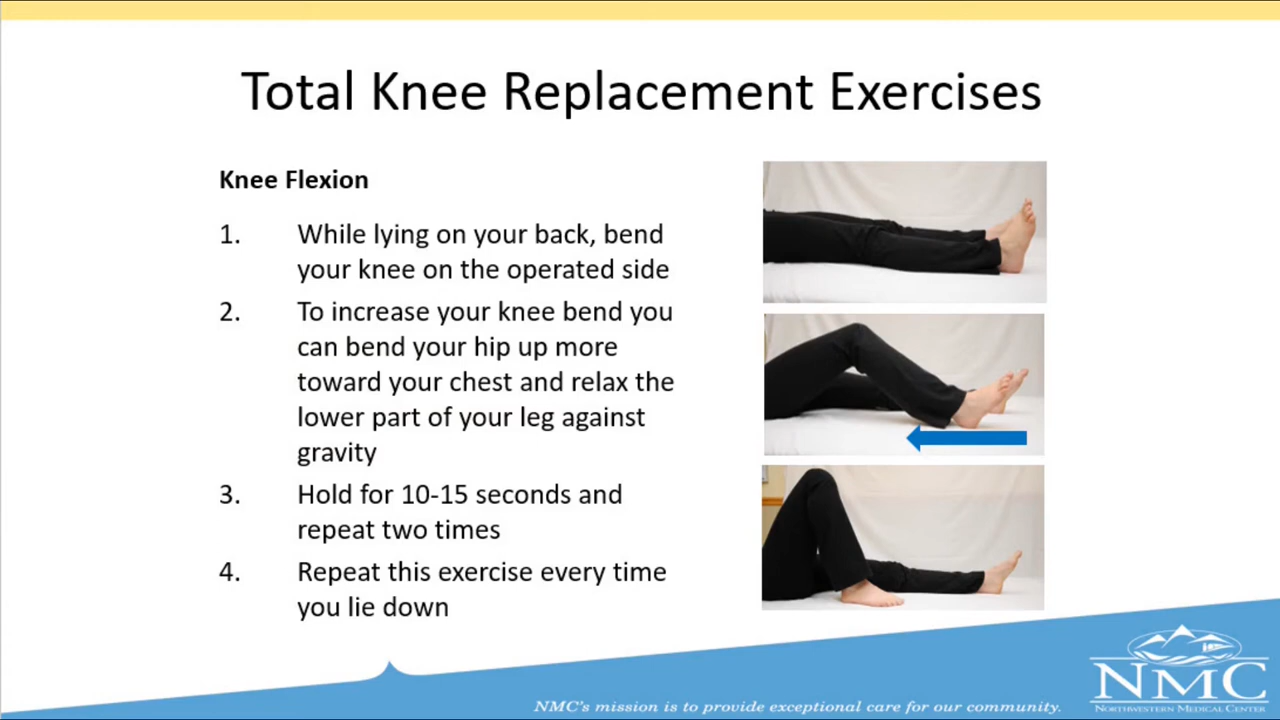 Total Knee Replacement Exercises
Knee Flexion
1. While lying on your back, bend
your knee on the operated side
2. To increase your knee bend you
can bend your hip up more
toward your chest and relax the
lower part of your leg against
gravity
3. Hold for 10-15 seconds and
repeat two times
4. Repeat this exercise every time
you lie down
NMC
NORTHWESTERN MEDICAL CENTER
NMC's mission is to provide exceptional care for our community.